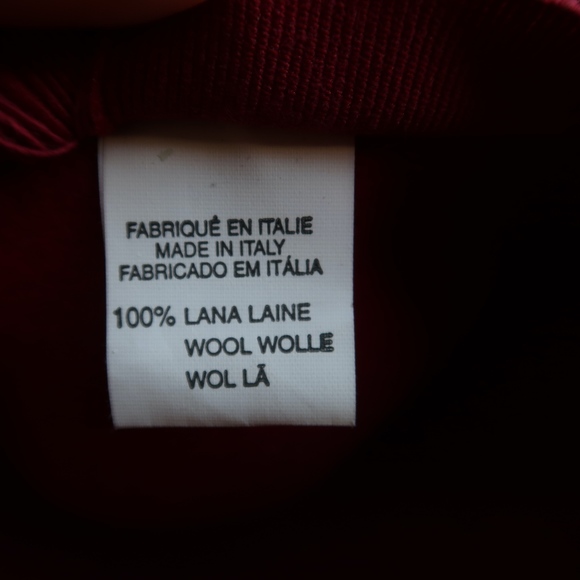 FABRIQUÉ EN ITALIE
MADE IN ITALY
FABRICADO EM ITÁLIA
100% LANA LAINE
WOOL WOLLE
WOL LÃ